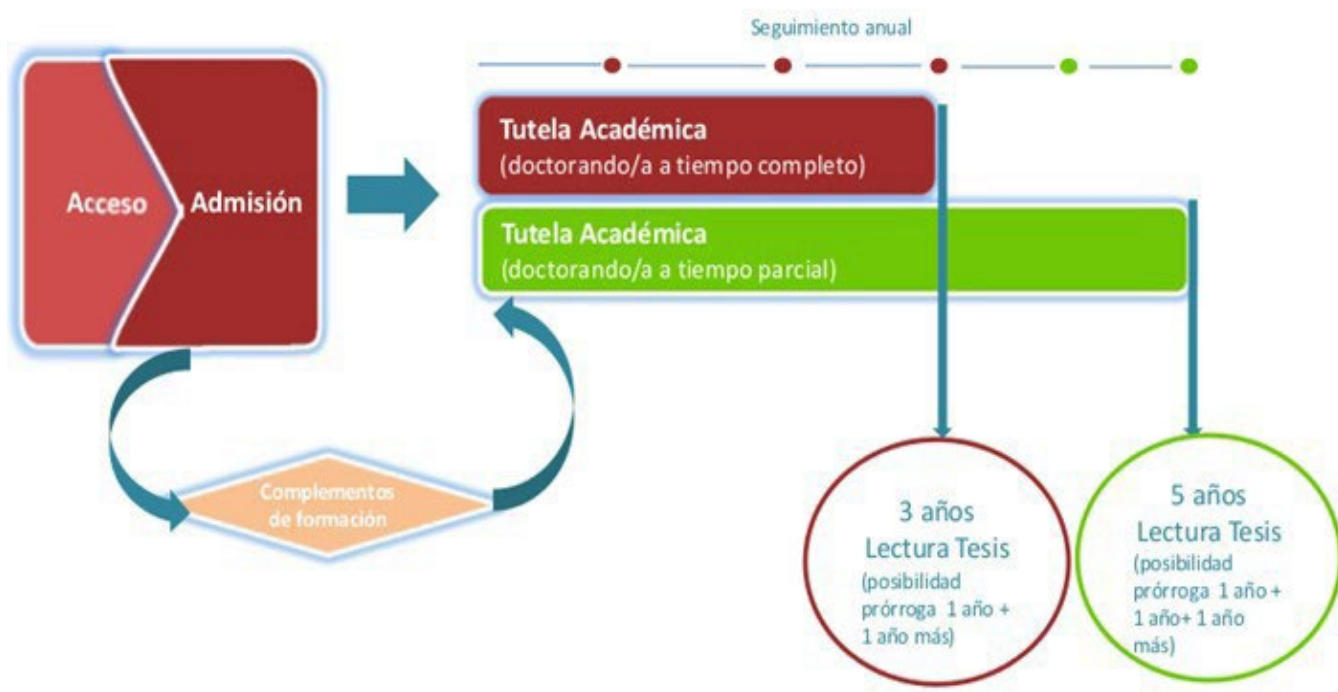 Seguimiento anual
Acceso
Admisión
Tutela Académica
(doctorando/a a tiempo completo)
Tutela Académica
(doctorando/a a tiempo parcial)
Complementos
de formación
3 años
Lectura Tesis
(posibilidad
prórroga 1 año +
1 año más)
5 años
Lectura Tesis
(posibilidad
prórroga 1 año +
1 año+ 1 año
más)